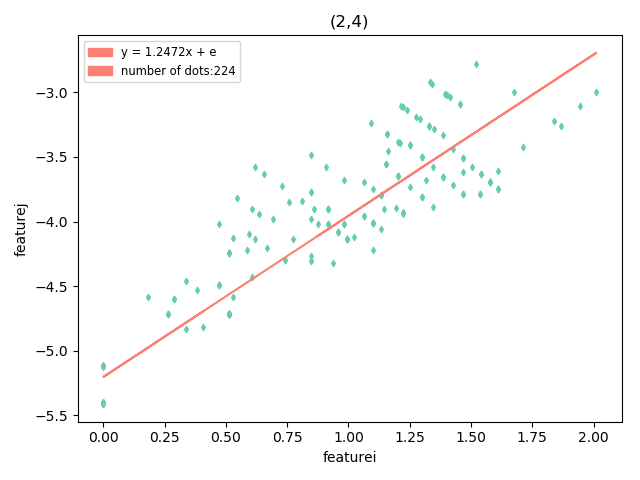 (2,4)
y = 1.2472x + e
number of dots:224
featurej
−3.0
−3.5
−4.0
−4.5
−5.0
−5.5
0.00 0.25 0.50 0.75 1.00 1.25 1.50 1.75 2.00
featurei